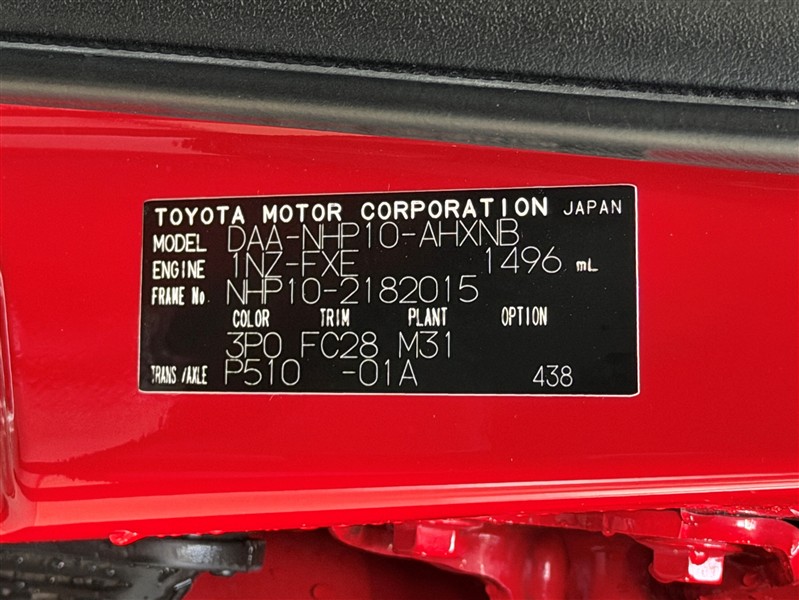 TOYOTA MOTOR CORPORATION JAPAN
MODEL DAA-NHP10-AHXNB
ENGINE 1NZ-FXE 1496 mL
FRAME No. NHP10-2182015
COLOR TRIM PLANT OPTION
3P0 FC28 M31
TRANS/AXLE P510 -01A 438